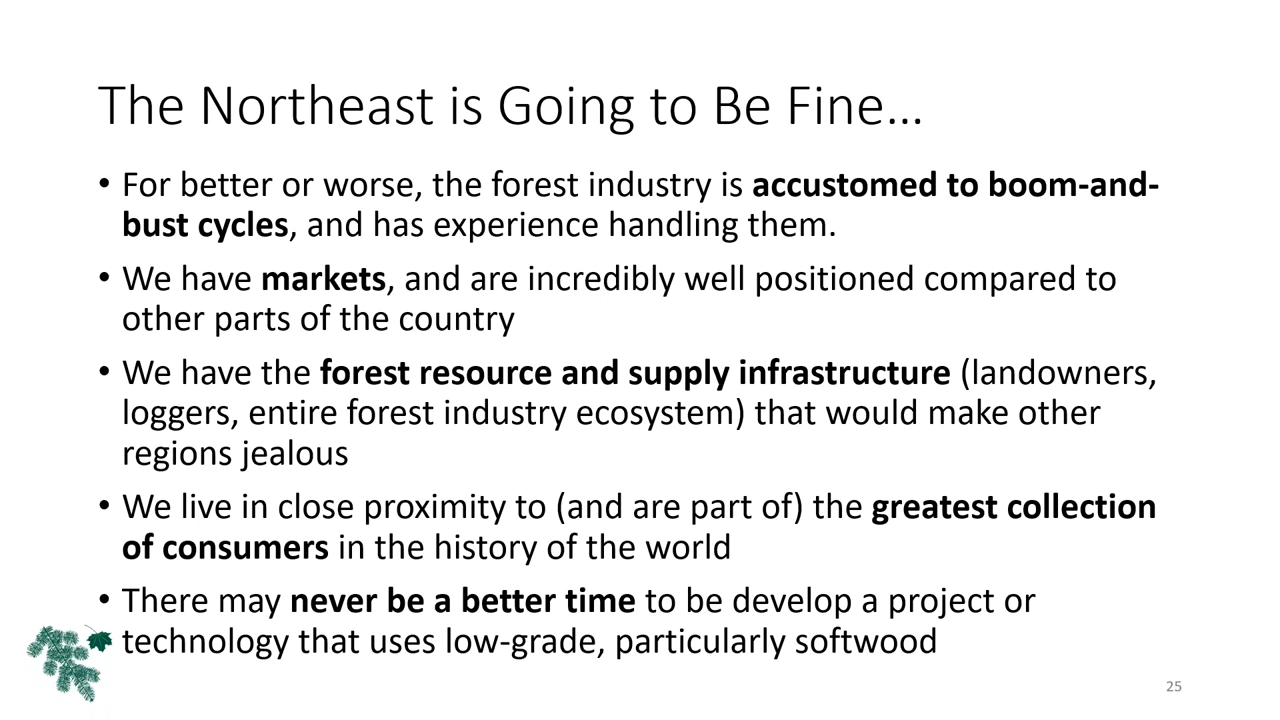 The Northeast is Going to Be Fine…
• For better or worse, the forest industry is accustomed to boom-and-
bust cycles, and has experience handling them.
• We have markets, and are incredibly well positioned compared to
other parts of the country
• We have the forest resource and supply infrastructure (landowners,
loggers, entire forest industry ecosystem) that would make other
regions jealous
• We live in close proximity to (and are part of) the greatest collection
of consumers in the history of the world
• There may never be a better time to be develop a project or
technology that uses low-grade, particularly softwood
25